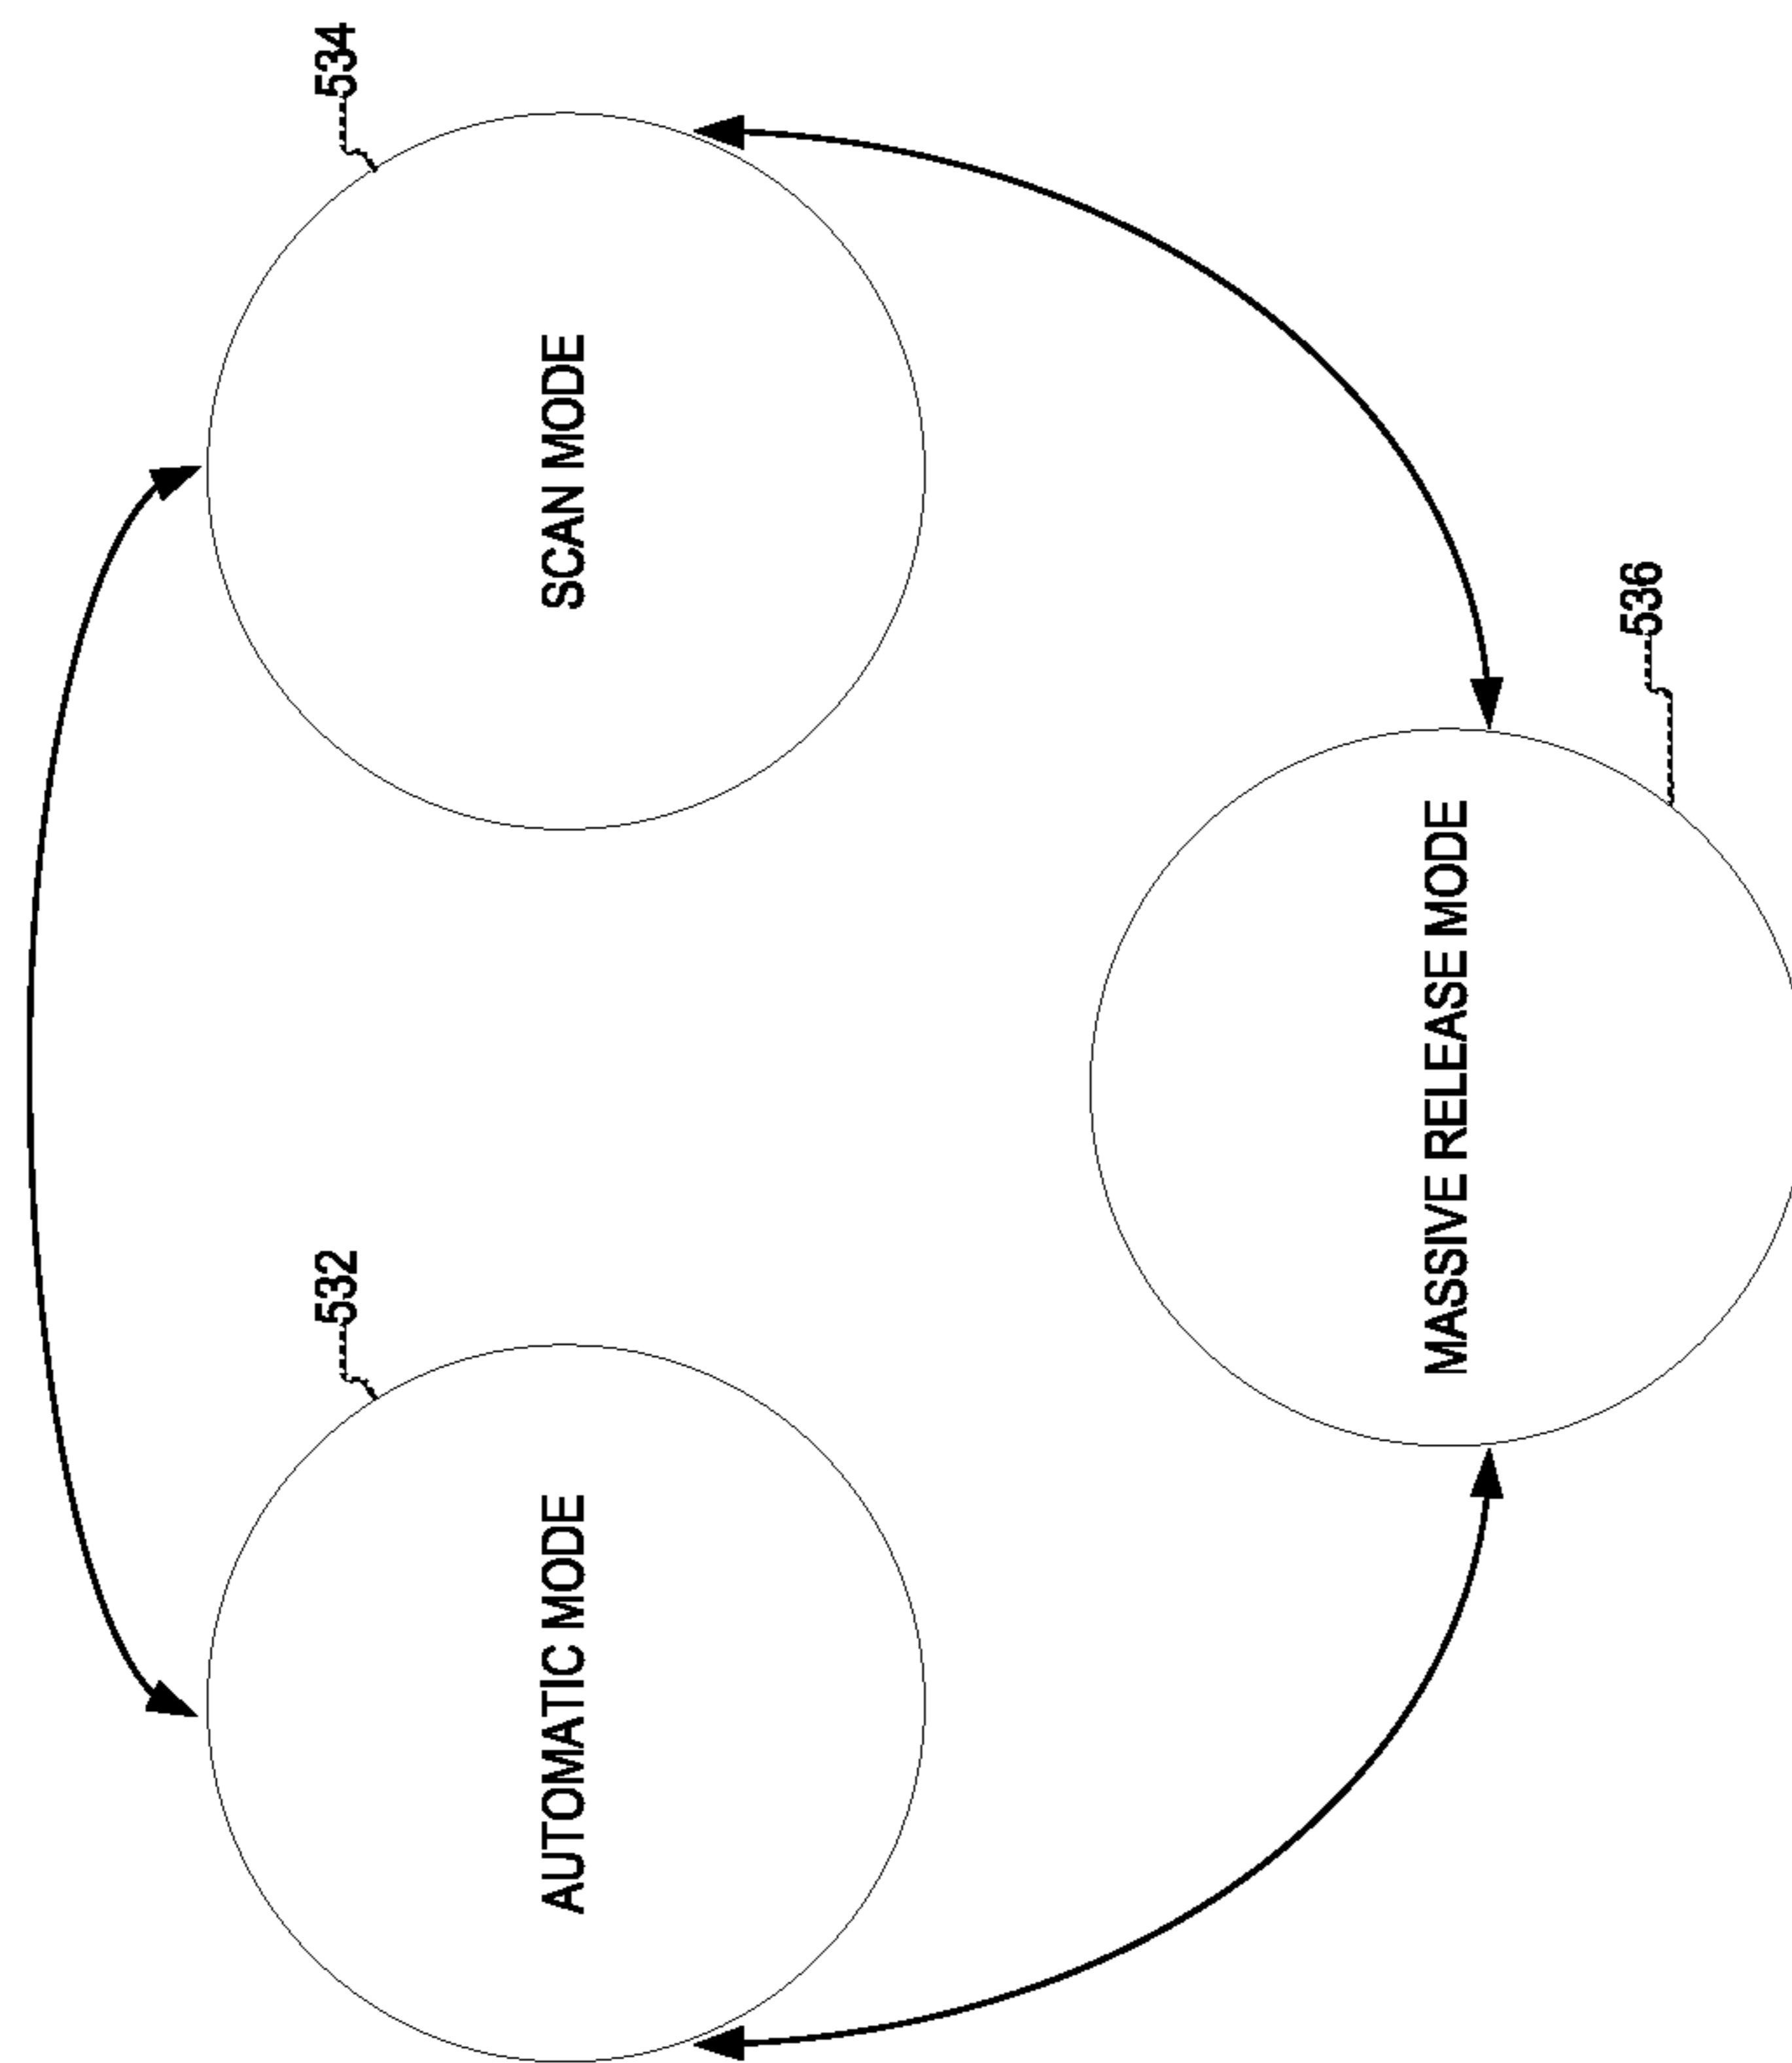 532
AUTOMATIC MODE
534
SCAN MODE
536
MASSIVE RELEASE MODE